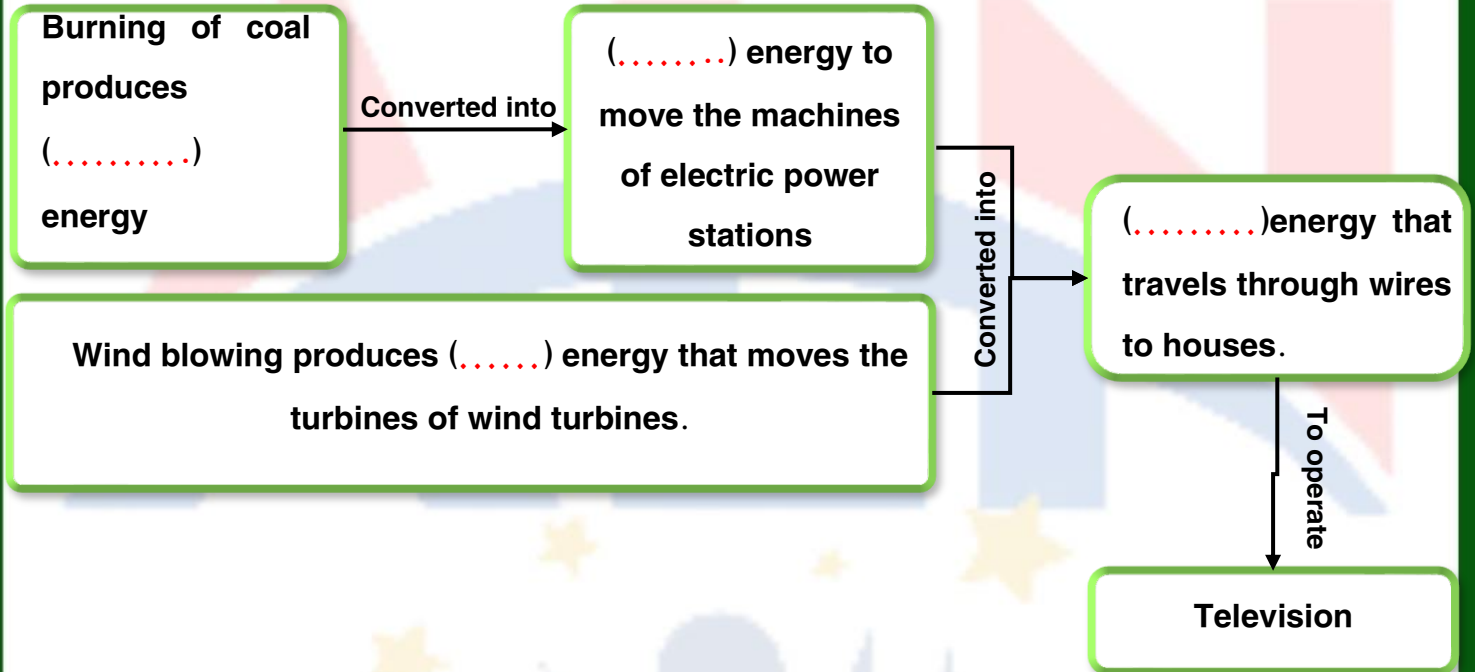 Burning of coal
produces
(..........)
energy
Converted into
(........) energy to
move the machines
of electric power
stations
Wind blowing produces (......) energy that moves the
turbines of wind turbines.
Converted into
(.........)energy that
travels through wires
to houses.
To operate
Television